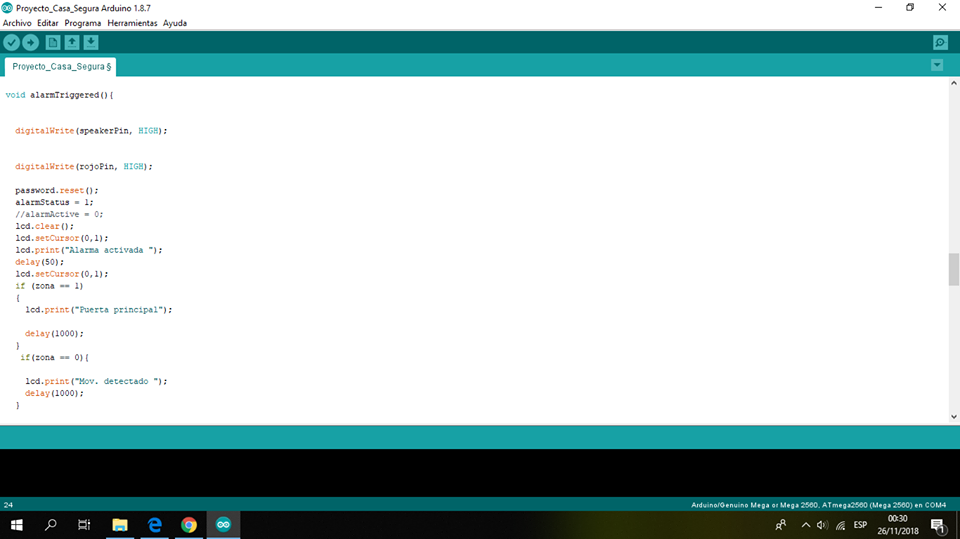 Proyecto_Casa_Segura Arduino 1.8.7
Archivo Editar Programa Herramientas Ayuda
Proyecto_Casa_Segura §
void alarmTriggered(){
digitalWrite(speakerPin, HIGH);
digitalWrite(rojoPin, HIGH);
password.reset();
alarmStatus = 1;
//alarmActive = 0;
lcd.clear();
lcd.setCursor(0,1);
lcd.print("Alarma activada ");
delay(50);
lcd.setCursor(0,1);
if (zona == 1)
{
lcd.print("Puerta principal");
delay(1000);
}
if(zona == 0){
lcd.print("Mov. detectado ");
delay(1000);
}
24
Arduino/Genuino Mega or Mega 2560, ATmega2560 (Mega 2560) en COM4
ESP
00:30
26/11/2018
1